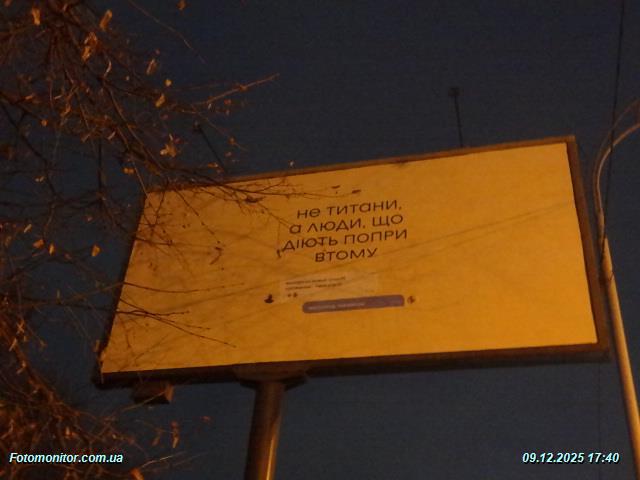 не титани,
а люди, що
діють попри
втому
Fotomonitor.com.ua
09.12.2025 17:40